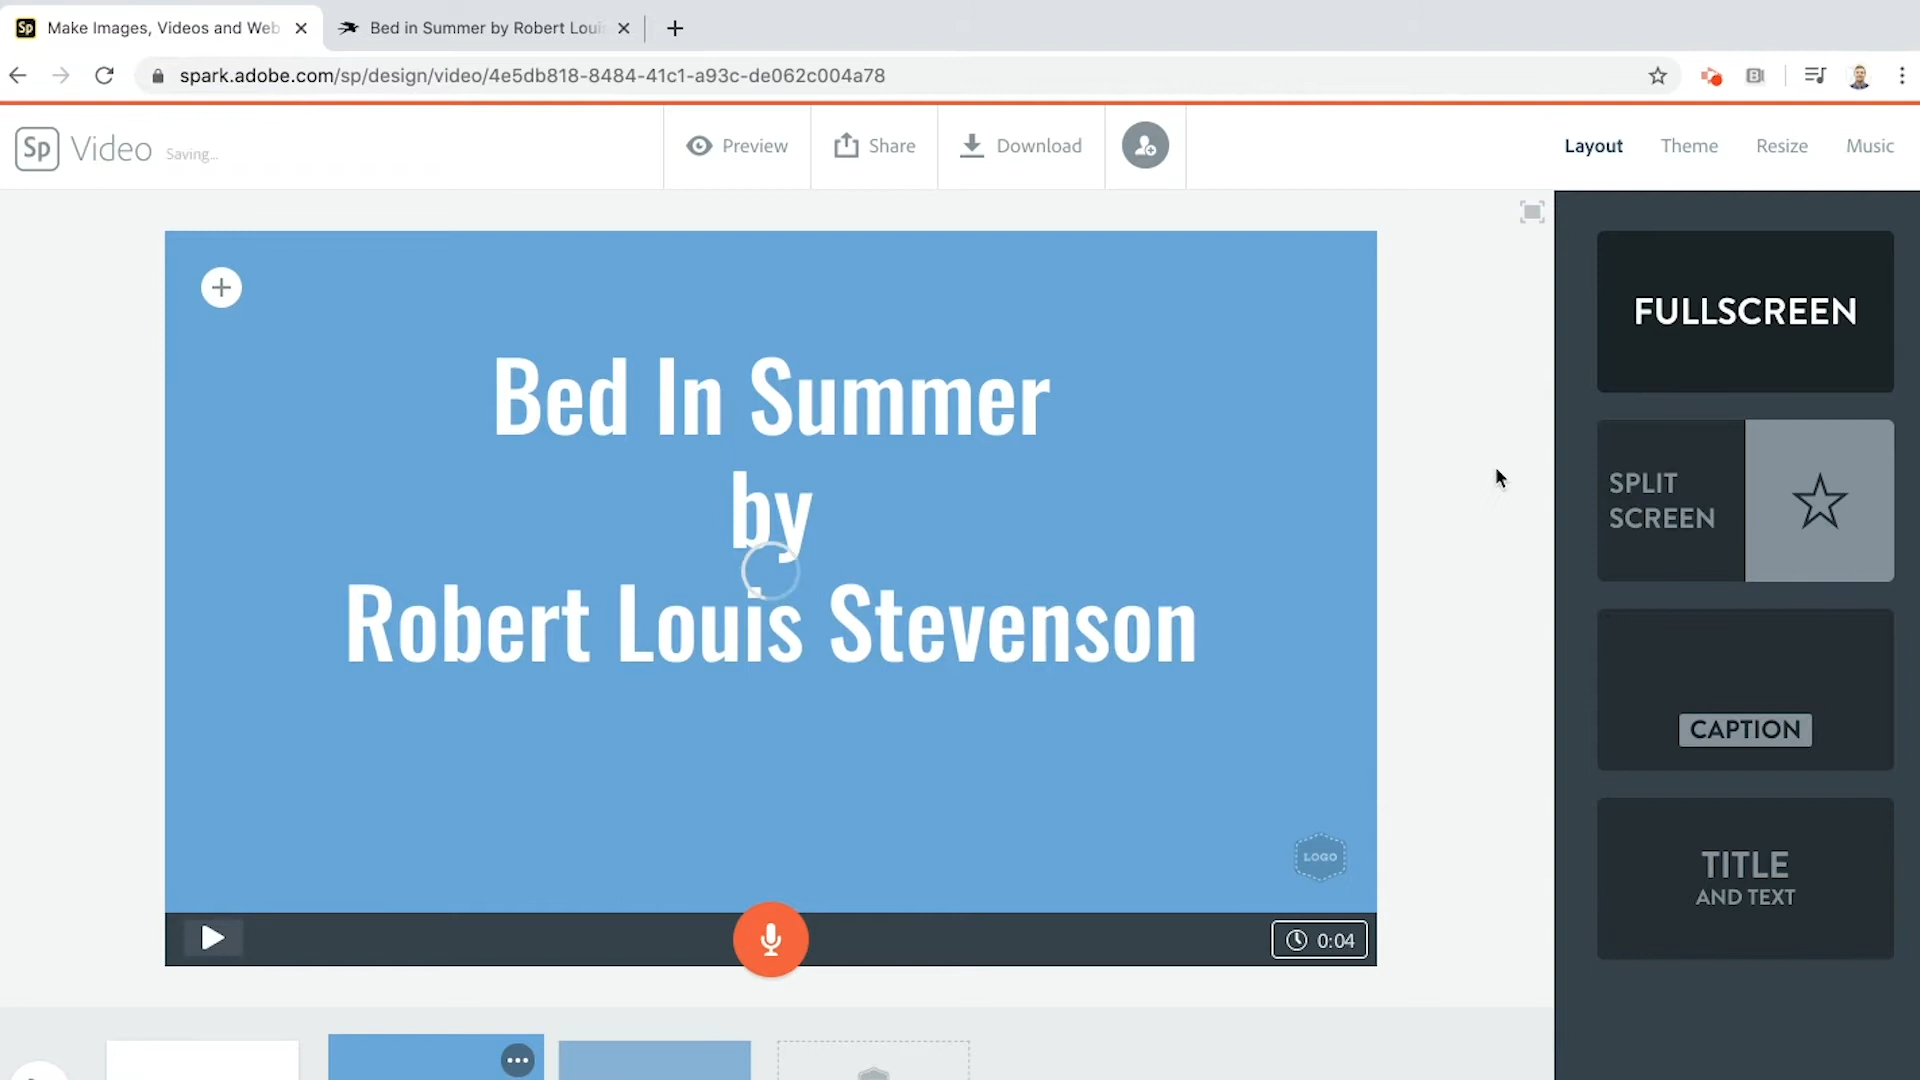 Sp Make Images, Videos and Web
Bed in Summer by Robert Loui
spark.adobe.com/sp/design/video/4e5db818-8484-41c1-a93c-de062c004a78
Sp Video Saving...
Preview
Share
Download
Layout
Theme
Resize
Music
Bed In Summer
by
Robert Louis Stevenson
LOGO
0:04
FULLSCREEN
SPLIT
SCREEN
CAPTION
TITLE
AND TEXT